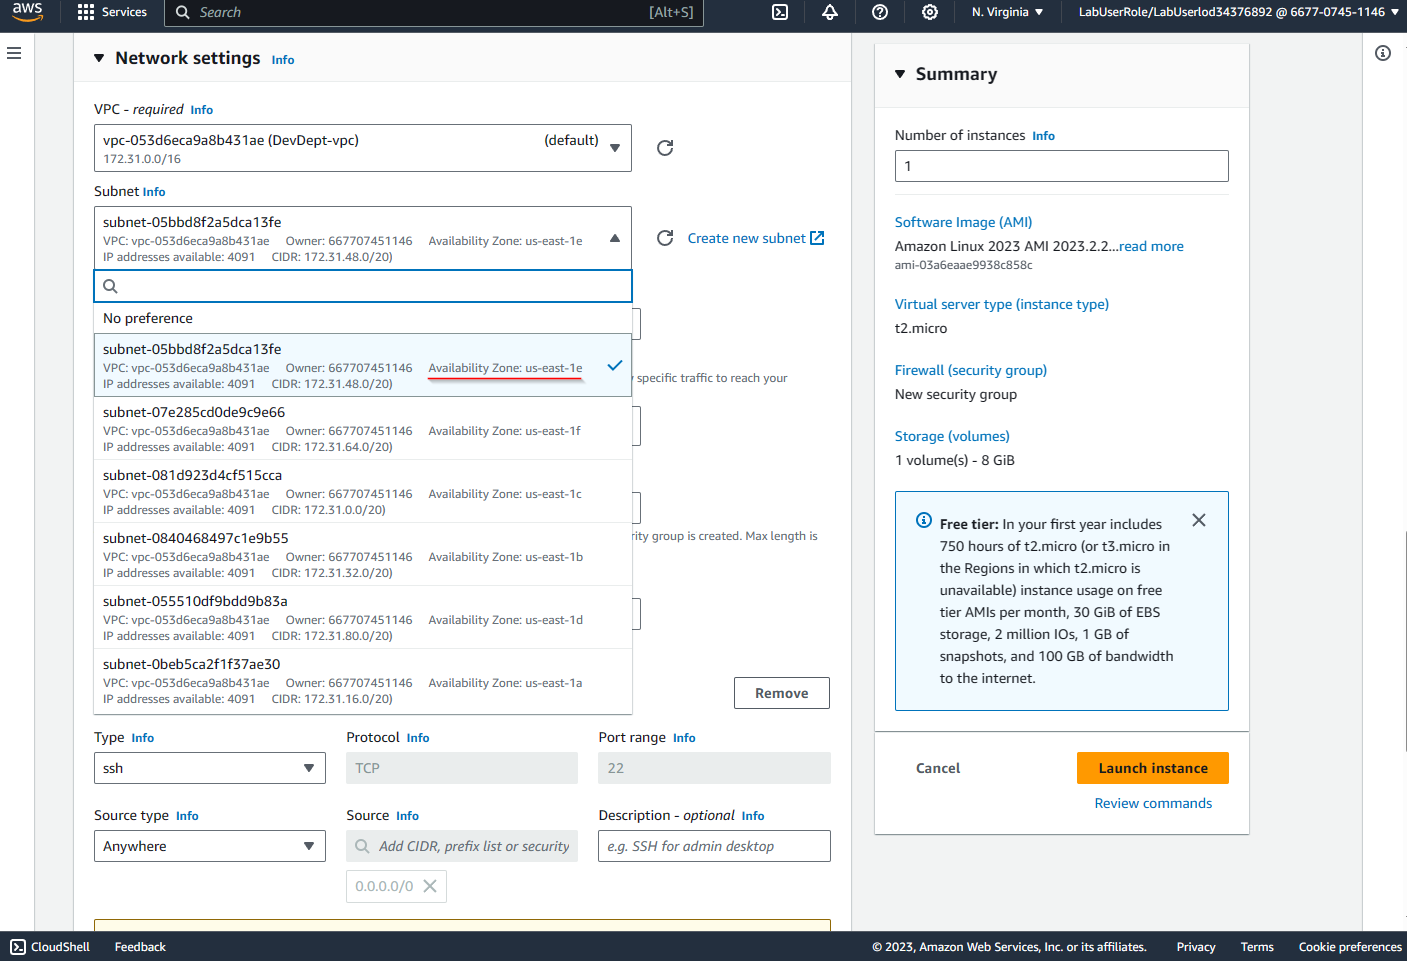 aws
Services
Search
[Alt+S]
N. Virginia
LabUserRole/LabUserlod34376892 @ 6677-0745-1146
Network settings Info
VPC - required Info
vpc-053d6eca9a8b431ae (DevDept-vpc) (default)
172.31.0.0/16
Subnet Info
subnet-05bbd8f2a5dca13fe
VPC: vpc-053d6eca9a8b431ae Owner: 667707451146 Availability Zone: us-east-1e
IP addresses available: 4091 CIDR: 172.31.48.0/20)
Create new subnet
No preference
subnet-05bbd8f2a5dca13fe
VPC: vpc-053d6eca9a8b431ae Owner: 667707451146 Availability Zone: us-east-1e
IP addresses available: 4091 CIDR: 172.31.48.0/20)
specific traffic to reach your
subnet-07e285cd0de9c9e66
VPC: vpc-053d6eca9a8b431ae Owner: 667707451146 Availability Zone: us-east-1f
IP addresses available: 4091 CIDR: 172.31.64.0/20)
subnet-081d923d4cf515cca
VPC: vpc-053d6eca9a8b431ae Owner: 667707451146 Availability Zone: us-east-1c
IP addresses available: 4091 CIDR: 172.31.0.0/20)
subnet-0840468497c1e9b55
rity group is created. Max length is
VPC: vpc-053d6eca9a8b431ae Owner: 667707451146 Availability Zone: us-east-1b
IP addresses available: 4091 CIDR: 172.31.32.0/20)
subnet-055510df9bdd9b83a
VPC: vpc-053d6eca9a8b431ae Owner: 667707451146 Availability Zone: us-east-1d
IP addresses available: 4091 CIDR: 172.31.80.0/20)
subnet-0beb5ca2f1f37ae30
VPC: vpc-053d6eca9a8b431ae Owner: 667707451146 Availability Zone: us-east-1a
IP addresses available: 4091 CIDR: 172.31.16.0/20)
Remove
Type Info
Protocol Info
Port range Info
ssh
TCP
22
Source type Info
Source Info
Description - optional Info
Anywhere
Add CIDR, prefix list or security
e.g. SSH for admin desktop
0.0.0.0/0
Summary
Number of instances Info
1
Software Image (AMI)
Amazon Linux 2023 AMI 2023.2.2...read more
ami-03a6eaae9938c858c
Virtual server type (instance type)
t2.micro
Firewall (security group)
New security group
Storage (volumes)
1 volume(s) - 8 GiB
Free tier: In your first year includes
750 hours of t2.micro (or t3.micro in
the Regions in which t2.micro is
unavailable) instance usage on free
tier AMIs per month, 30 GiB of EBS
storage, 2 million IOs, 1 GB of
snapshots, and 100 GB of bandwidth
to the internet.
Cancel
Launch instance
Review commands
CloudShell
Feedback
© 2023, Amazon Web Services, Inc. or its affiliates.
Privacy
Terms
Cookie preferences